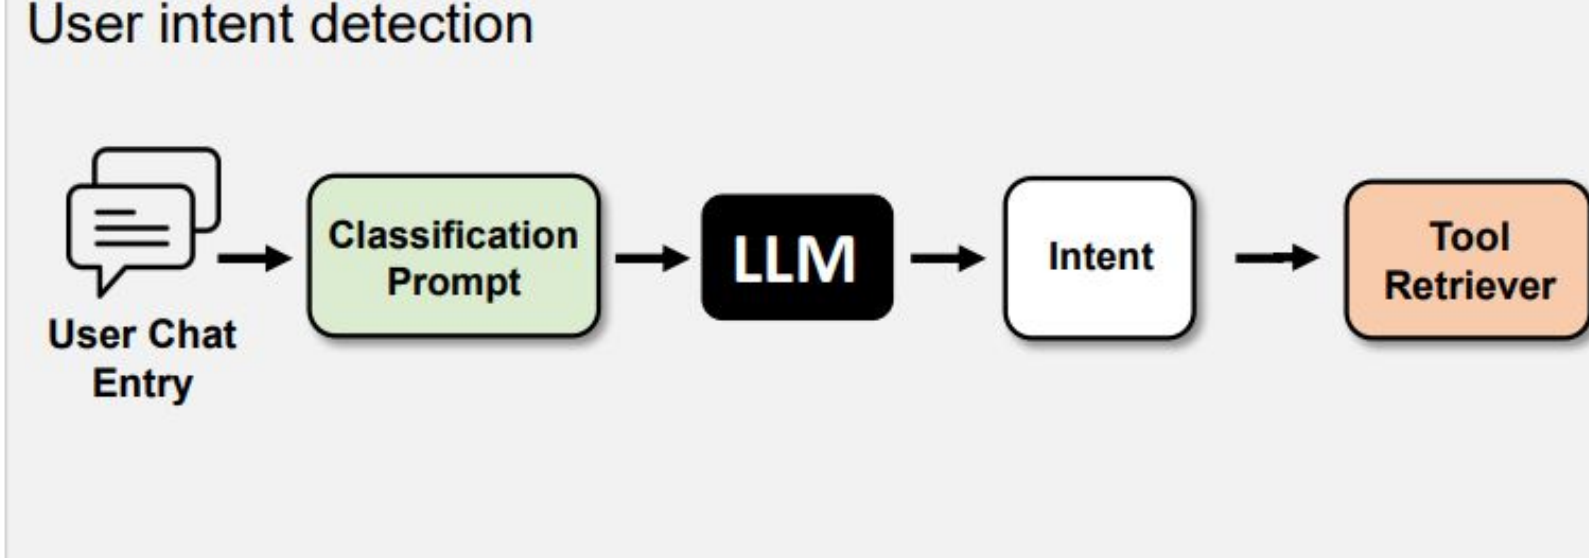 User intent detection
User Chat
Entry
Classification
Prompt
LLM
Intent
Tool
Retriever